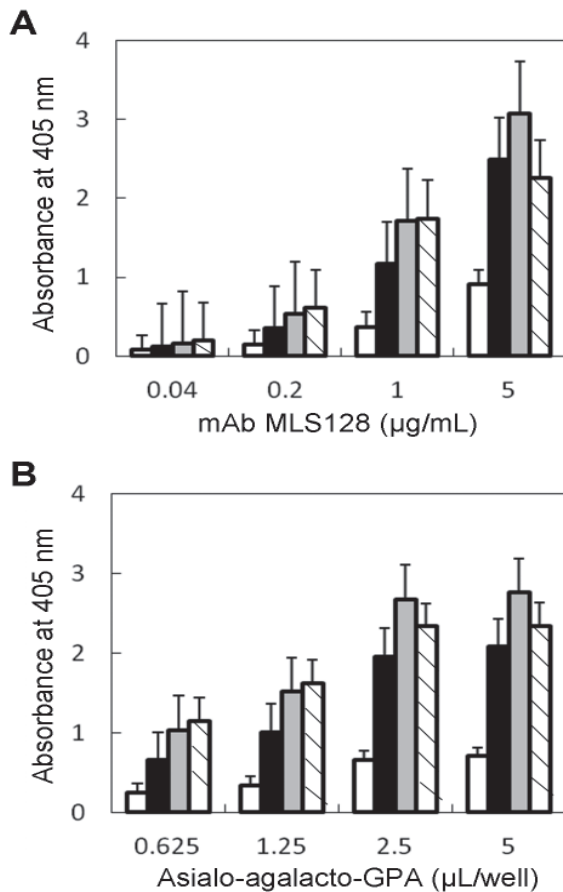 A
Absorbance at 405 nm
4
3
2
1
0
0.04 0.2 1 5
mAb MLS128 (µg/mL)
B
Absorbance at 405 nm
4
3
2
1
0
0.625 1.25 2.5 5
Asialo-agalacto-GPA (µL/well)